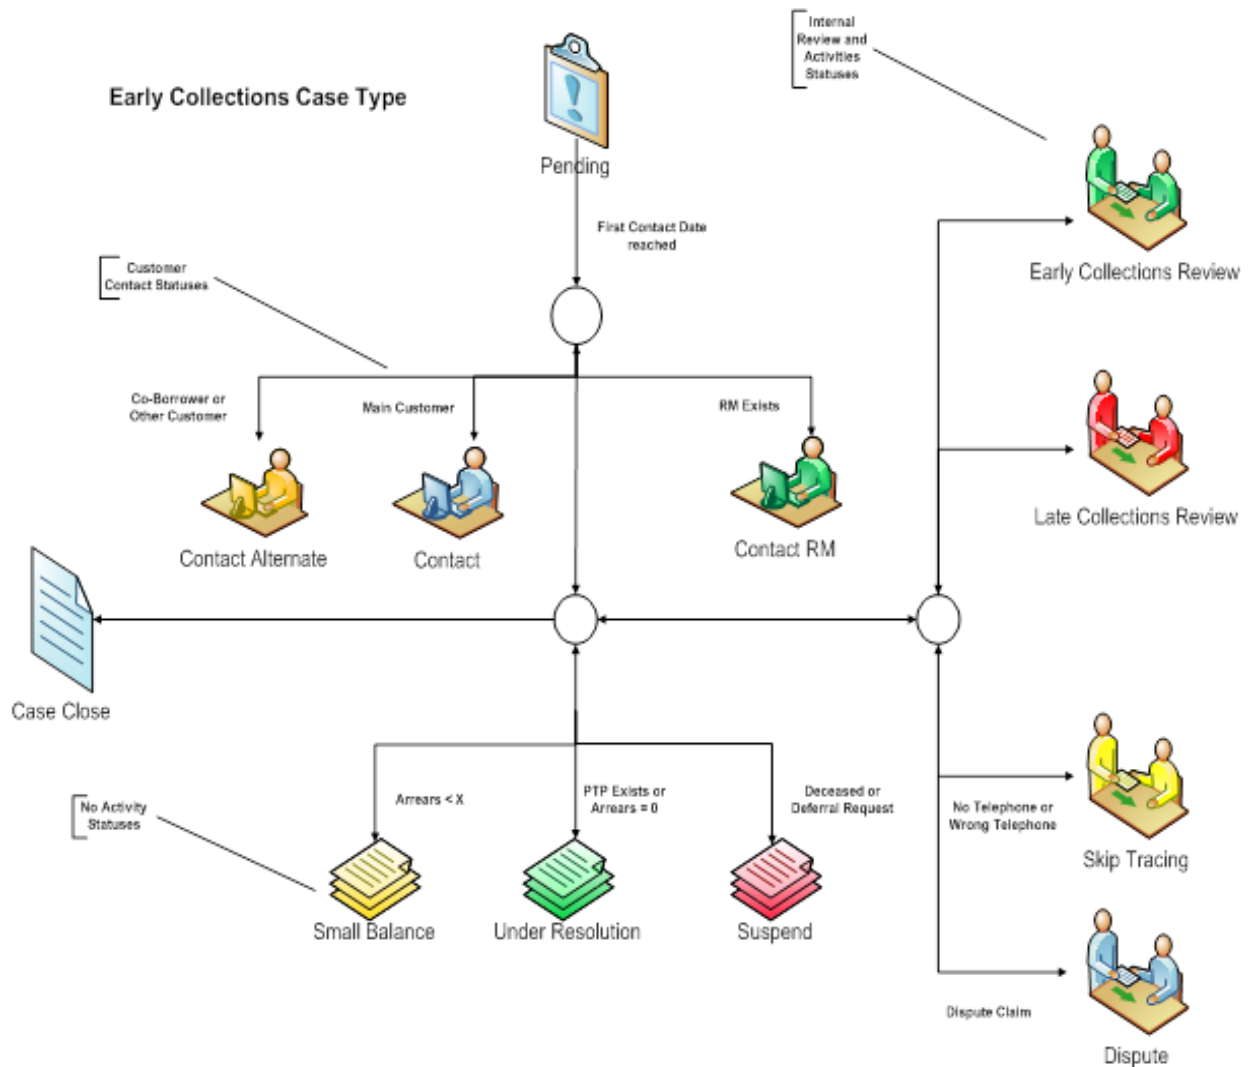 Internal
Review and
Activities
Statuses
Early Collections Case Type
Pending
First Contact Date
reached
Early Collections Review
Customer
Contact Statuses
Co-Borrower or
Other Customer
Main Customer
RM Exists
Late Collections Review
Contact Alternate
Contact
Contact RM
Case Close
No Activity
Statuses
Arrears < X
PTP Exists or
Arrears = 0
Deceased or
Deferral Request
No Telephone or
Wrong Telephone
Skip Tracing
Small Balance
Under Resolution
Suspend
Dispute Claim
Dispute